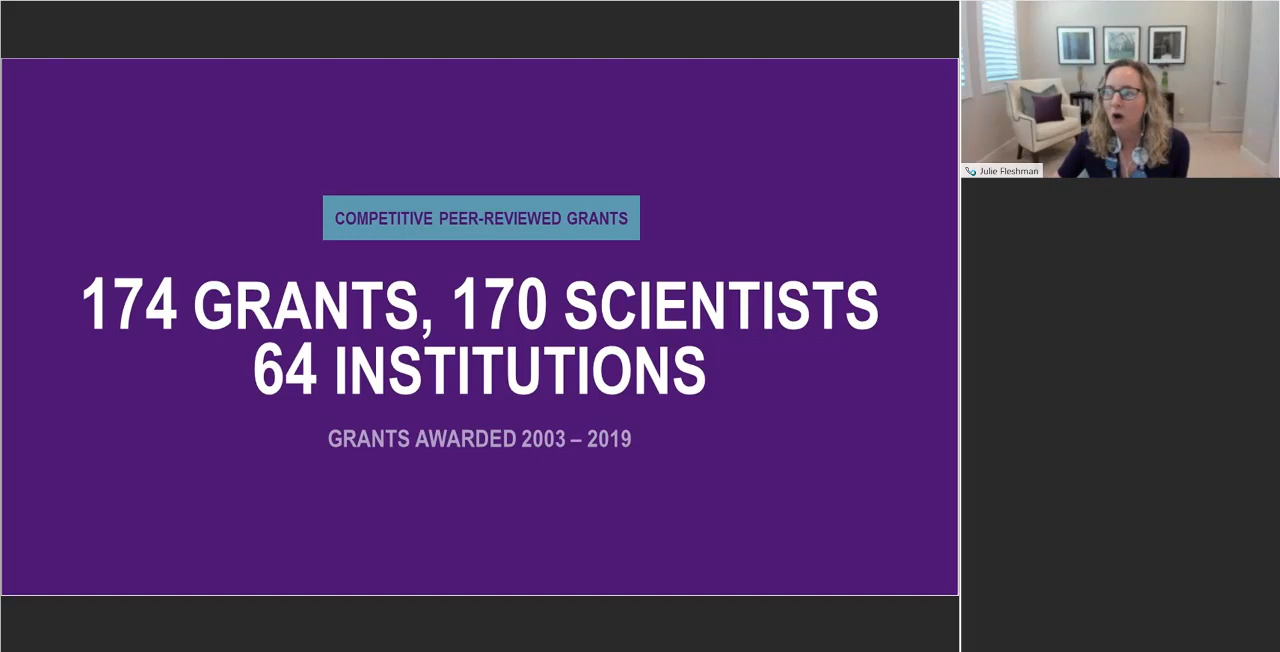 COMPETITIVE PEER-REVIEWED GRANTS
174 GRANTS, 170 SCIENTISTS
64 INSTITUTIONS
GRANTS AWARDED 2003 – 2019
Julie Fleshman